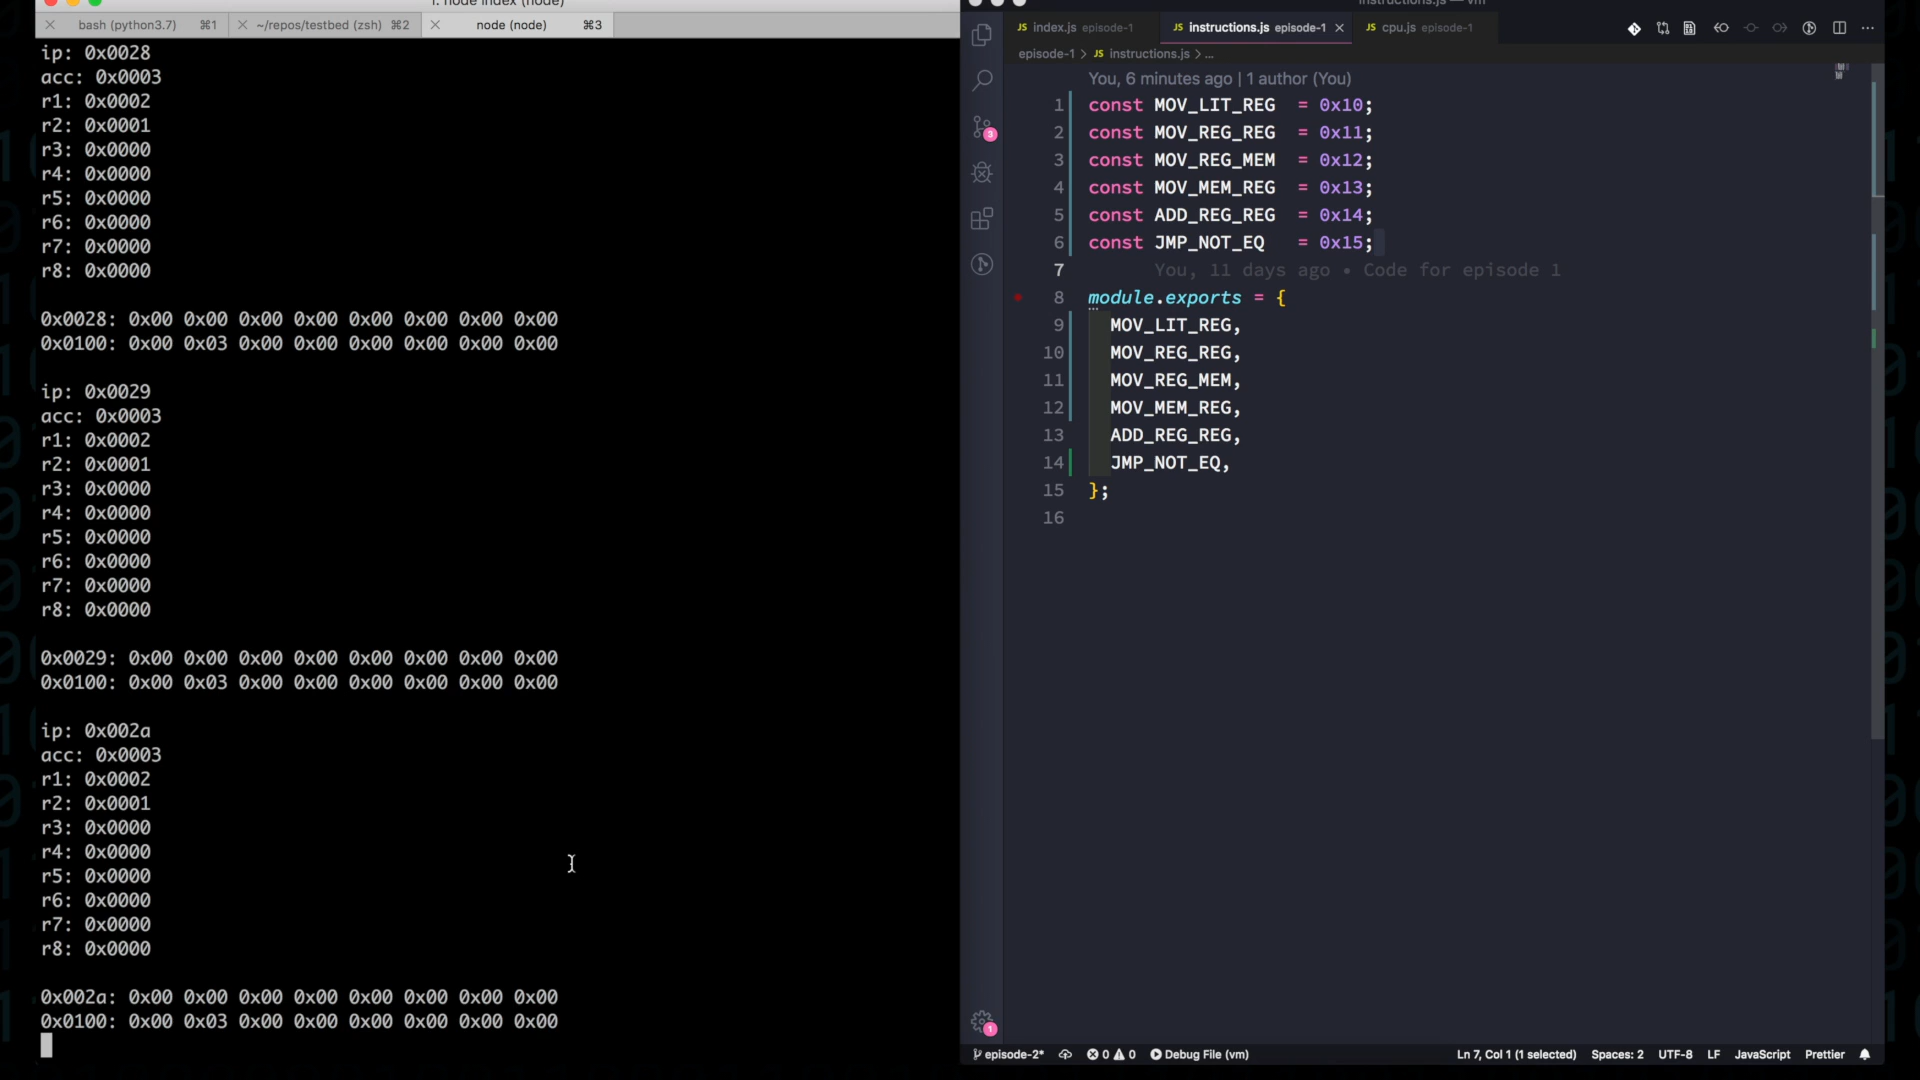 1. node index (node)
bash (python3.7) ⌘1
~/repos/testbed (zsh) ⌘2
node (node) ⌘3
ip: 0x0028
acc: 0x0003
r1: 0x0002
r2: 0x0001
r3: 0x0000
r4: 0x0000
r5: 0x0000
r6: 0x0000
r7: 0x0000
r8: 0x0000
0x0028: 0x00 0x00 0x00 0x00 0x00 0x00 0x00 0x00
0x0100: 0x00 0x03 0x00 0x00 0x00 0x00 0x00 0x00
ip: 0x0029
acc: 0x0003
r1: 0x0002
r2: 0x0001
r3: 0x0000
r4: 0x0000
r5: 0x0000
r6: 0x0000
r7: 0x0000
r8: 0x0000
0x0029: 0x00 0x00 0x00 0x00 0x00 0x00 0x00 0x00
0x0100: 0x00 0x03 0x00 0x00 0x00 0x00 0x00 0x00
ip: 0x002a
acc: 0x0003
r1: 0x0002
r2: 0x0001
r3: 0x0000
r4: 0x0000
r5: 0x0000
r6: 0x0000
r7: 0x0000
r8: 0x0000
0x002a: 0x00 0x00 0x00 0x00 0x00 0x00 0x00 0x00
0x0100: 0x00 0x03 0x00 0x00 0x00 0x00 0x00 0x00
instructions.js — vm
JS index.js episode-1
JS instructions.js episode-1
JS cpu.js episode-1
episode-1 > JS instructions.js > ...
You, 6 minutes ago | 1 author (You)
1 const MOV_LIT_REG = 0x10;
2 const MOV_REG_REG = 0x11;
3 const MOV_REG_MEM = 0x12;
4 const MOV_MEM_REG = 0x13;
5 const ADD_REG_REG = 0x14;
6 const JMP_NOT_EQ = 0x15;
7 You, 11 days ago • Code for episode 1
8 module.exports = {
9 MOV_LIT_REG,
10 MOV_REG_REG,
11 MOV_REG_MEM,
12 MOV_MEM_REG,
13 ADD_REG_REG,
14 JMP_NOT_EQ,
15 };
16
3
1
episode-2* 0 0 Debug File (vm) Ln 7, Col 1 (1 selected) Spaces: 2 UTF-8 LF JavaScript Prettier